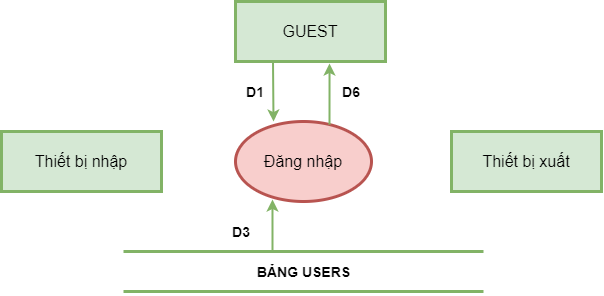 GUEST
D1
D6
Thiết bị nhập
Đăng nhập
Thiết bị xuất
D3
BẢNG USERS